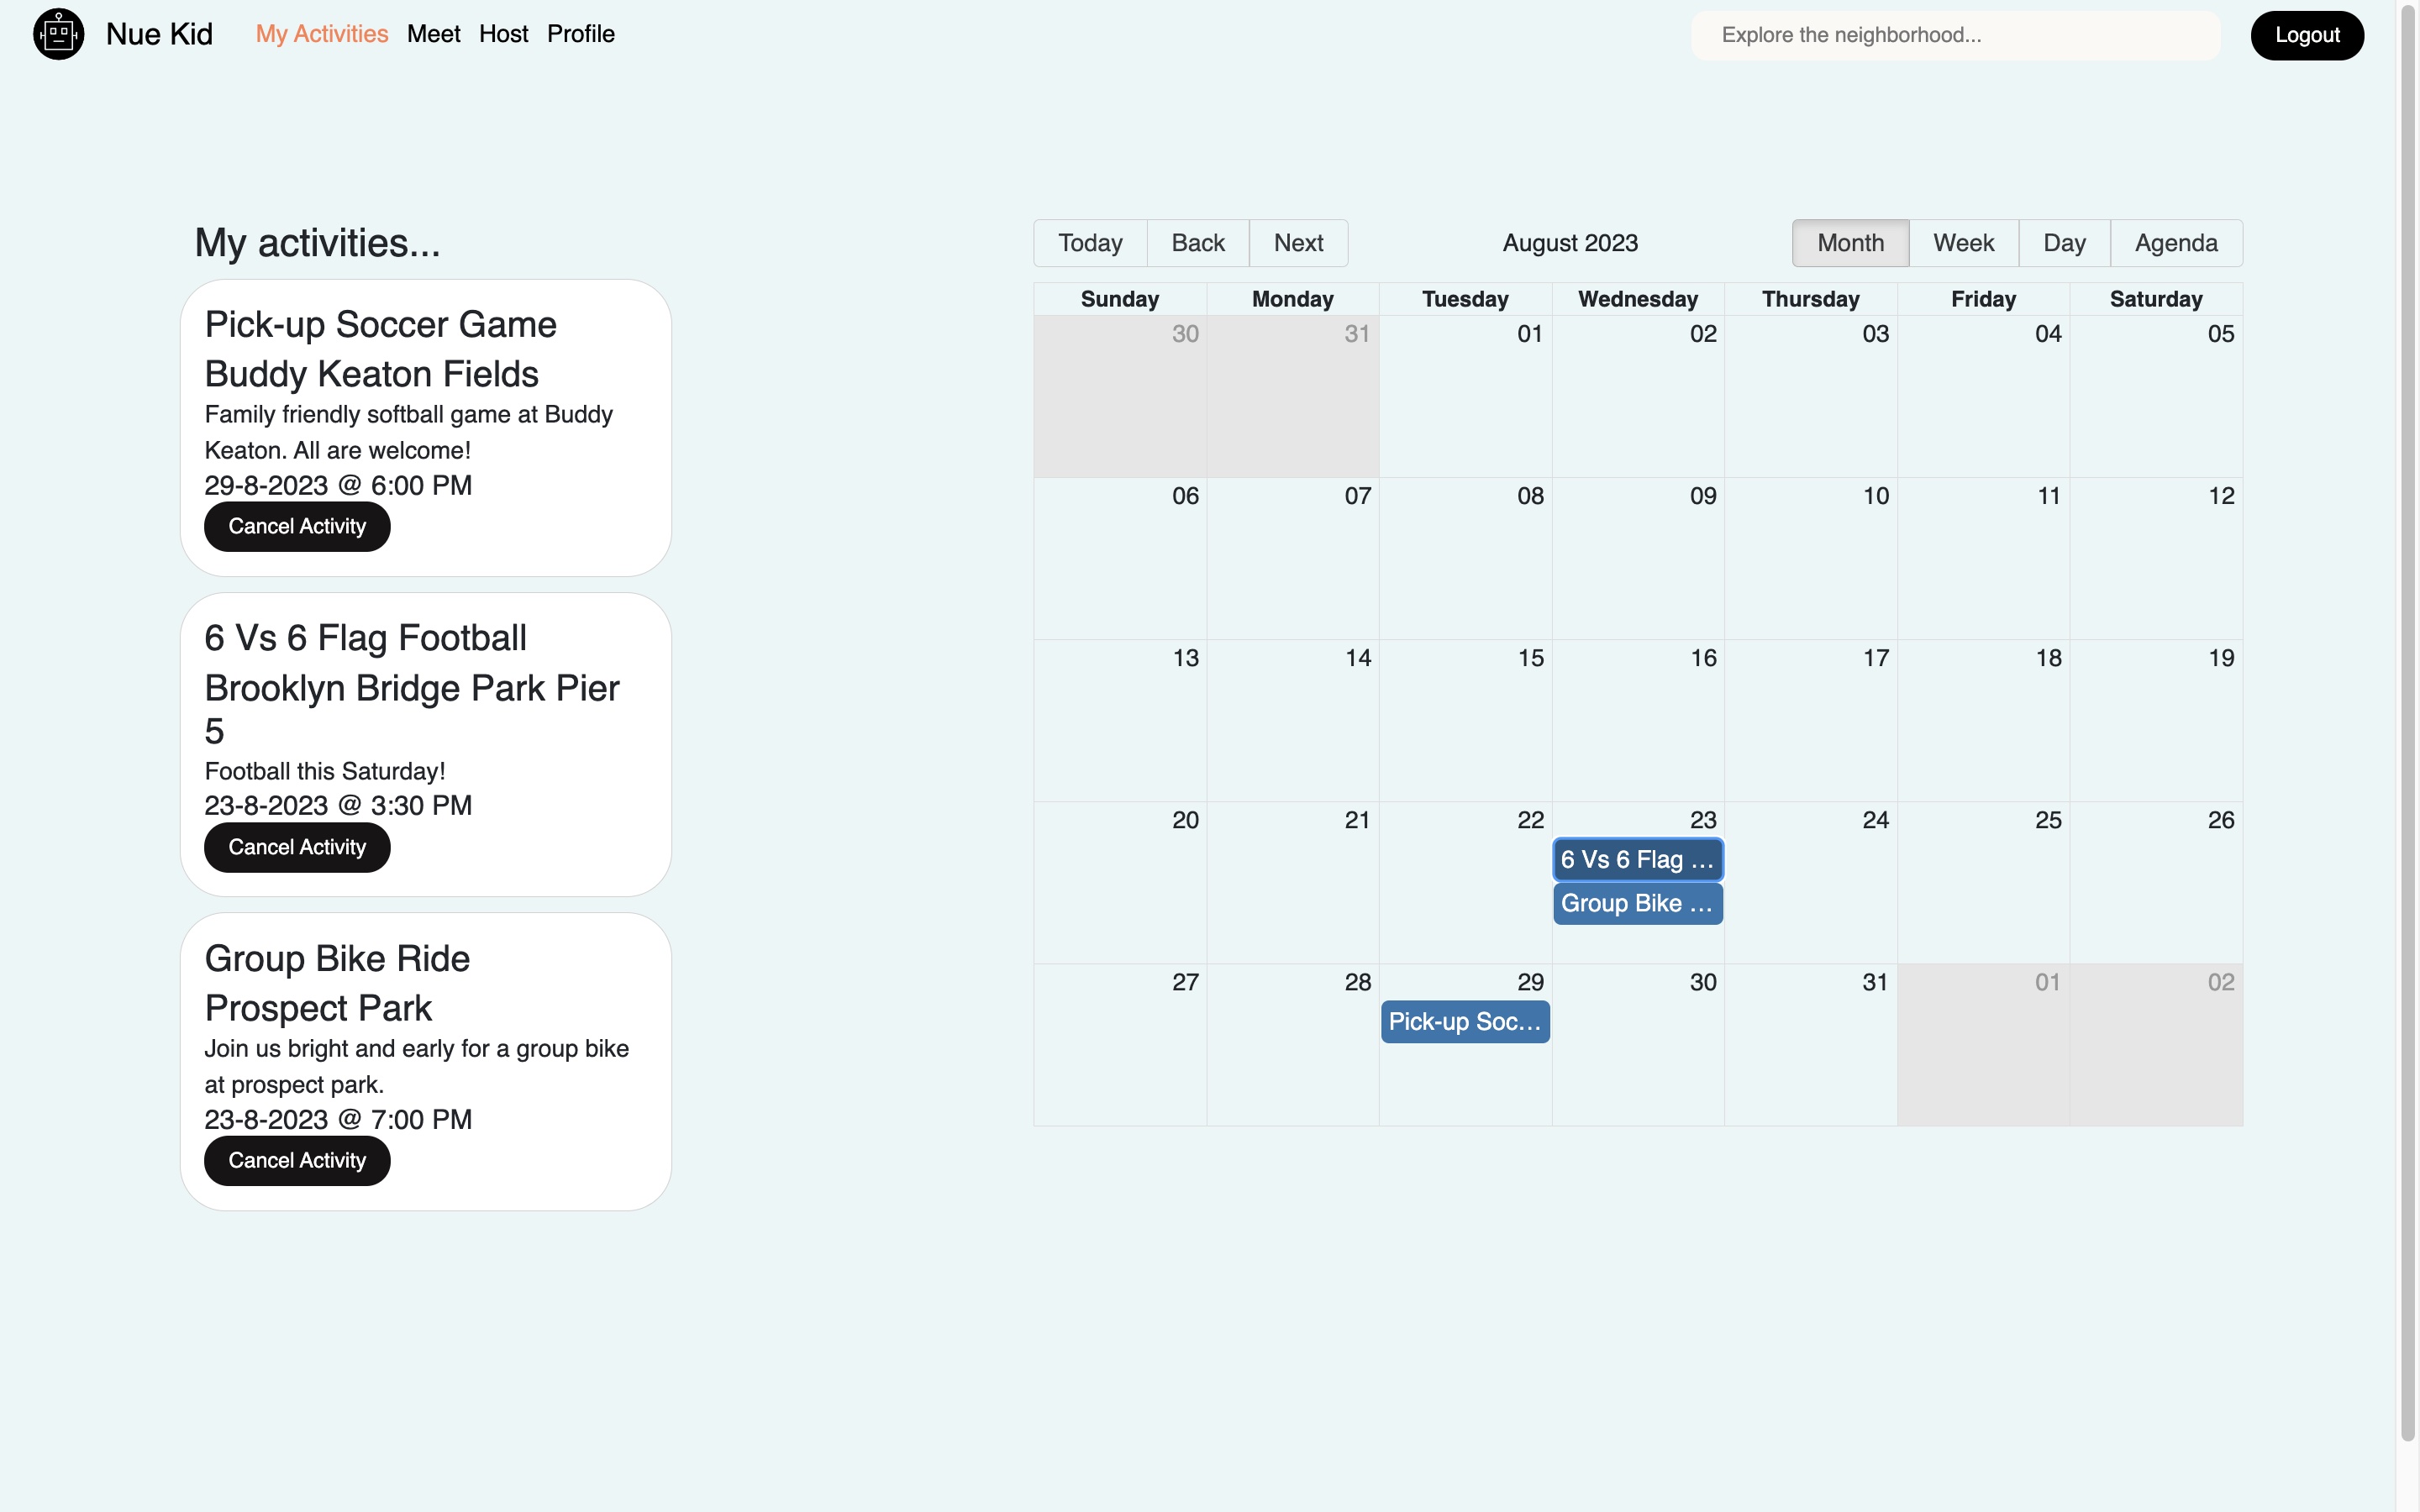 Nue Kid My Activities Meet Host Profile Explore the neighborhood... Logout
My activities...
Pick-up Soccer Game
Buddy Keaton Fields
Family friendly softball game at Buddy
Keaton. All are welcome!
29-8-2023 @ 6:00 PM
Cancel Activity
6 Vs 6 Flag Football
Brooklyn Bridge Park Pier
5
Football this Saturday!
23-8-2023 @ 3:30 PM
Cancel Activity
Group Bike Ride
Prospect Park
Join us bright and early for a group bike
at prospect park.
23-8-2023 @ 7:00 PM
Cancel Activity
Today Back Next August 2023 Month Week Day Agenda
Sunday Monday Tuesday Wednesday Thursday Friday Saturday
30 31 01 02 03 04 05
06 07 08 09 10 11 12
13 14 15 16 17 18 19
20 21 22 23 24 25 26
6 Vs 6 Flag ...
Group Bike ...
27 28 29 30 31 01 02
Pick-up Soc...